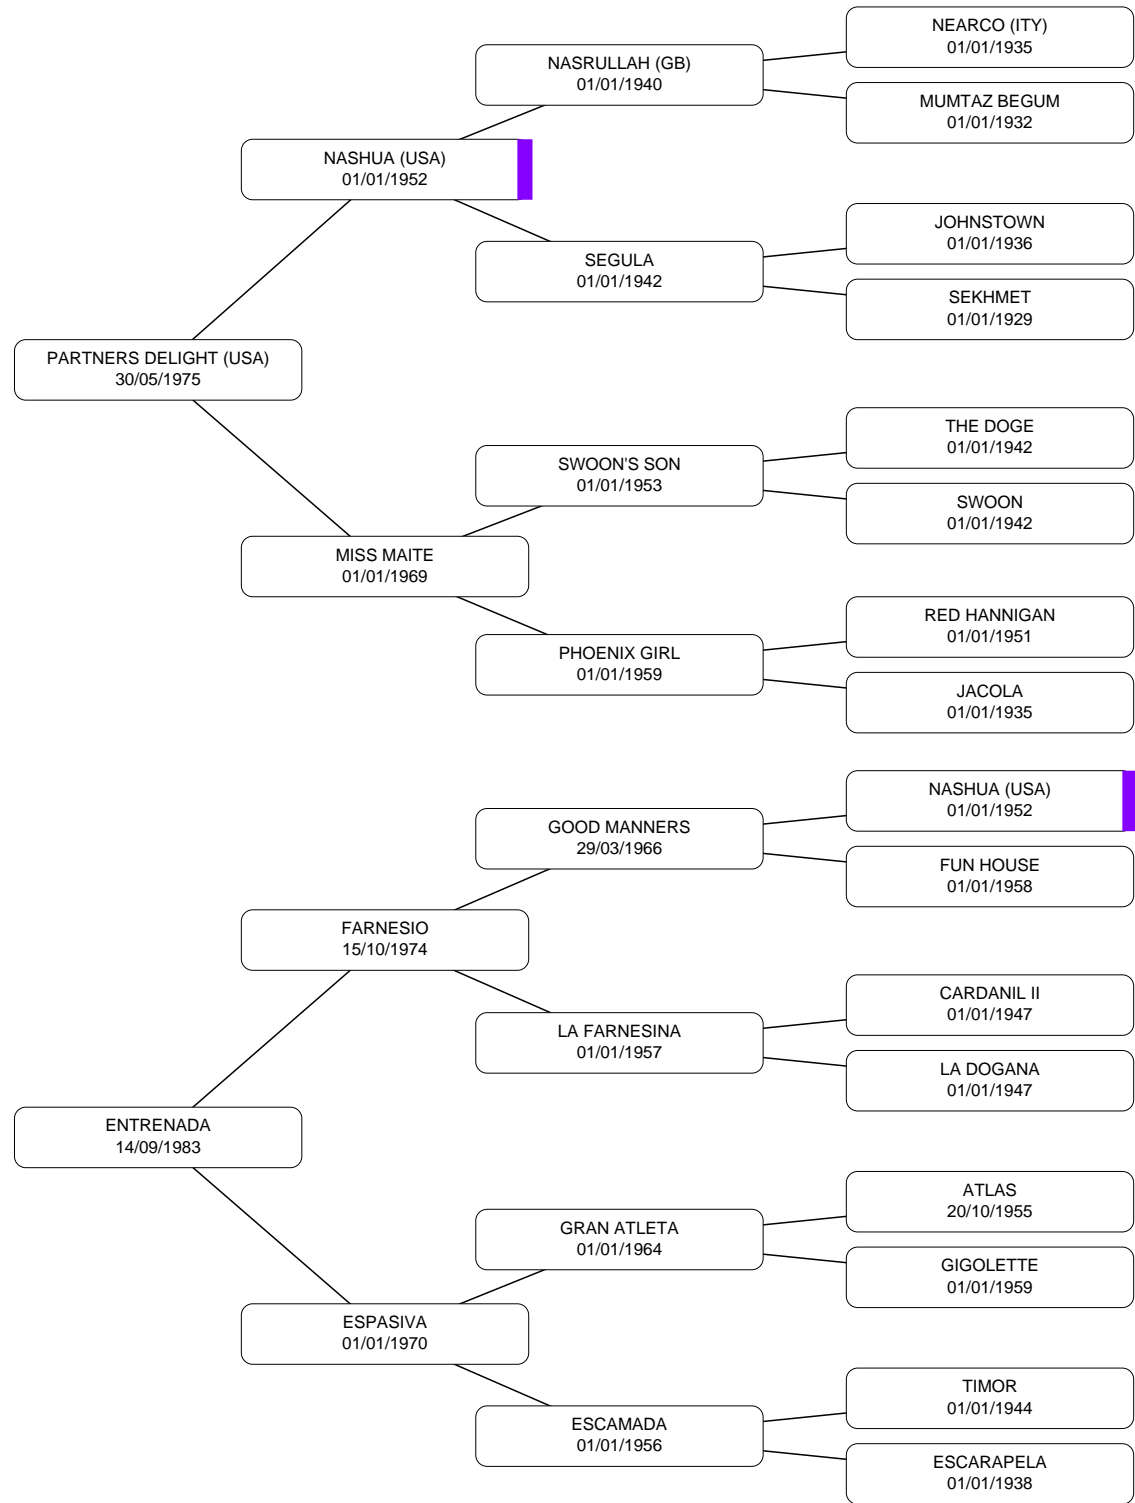 NEARCO (ITY)
01/01/1935
NASRULLAH (GB)
01/01/1940
MUMTAZ BEGUM
01/01/1932
NASHUA (USA)
01/01/1952
JOHNSTOWN
01/01/1936
SEGULA
01/01/1942
SEKHMET
01/01/1929
PARTNERS DELIGHT (USA)
30/05/1975
THE DOGE
01/01/1942
SWOON'S SON
01/01/1953
SWOON
01/01/1942
MISS MAITE
01/01/1969
RED HANNIGAN
01/01/1951
PHOENIX GIRL
01/01/1959
JACOLA
01/01/1935
NASHUA (USA)
01/01/1952
GOOD MANNERS
29/03/1966
FUN HOUSE
01/01/1958
FARNESIO
15/10/1974
CARDANIL II
01/01/1947
LA FARNESINA
01/01/1957
LA DOGANA
01/01/1947
ENTRENADA
14/09/1983
ATLAS
20/10/1955
GRAN ATLETA
01/01/1964
GIGOLETTE
01/01/1959
ESPASIVA
01/01/1970
TIMOR
01/01/1944
ESCAMADA
01/01/1956
ESCARAPELA
01/01/1938